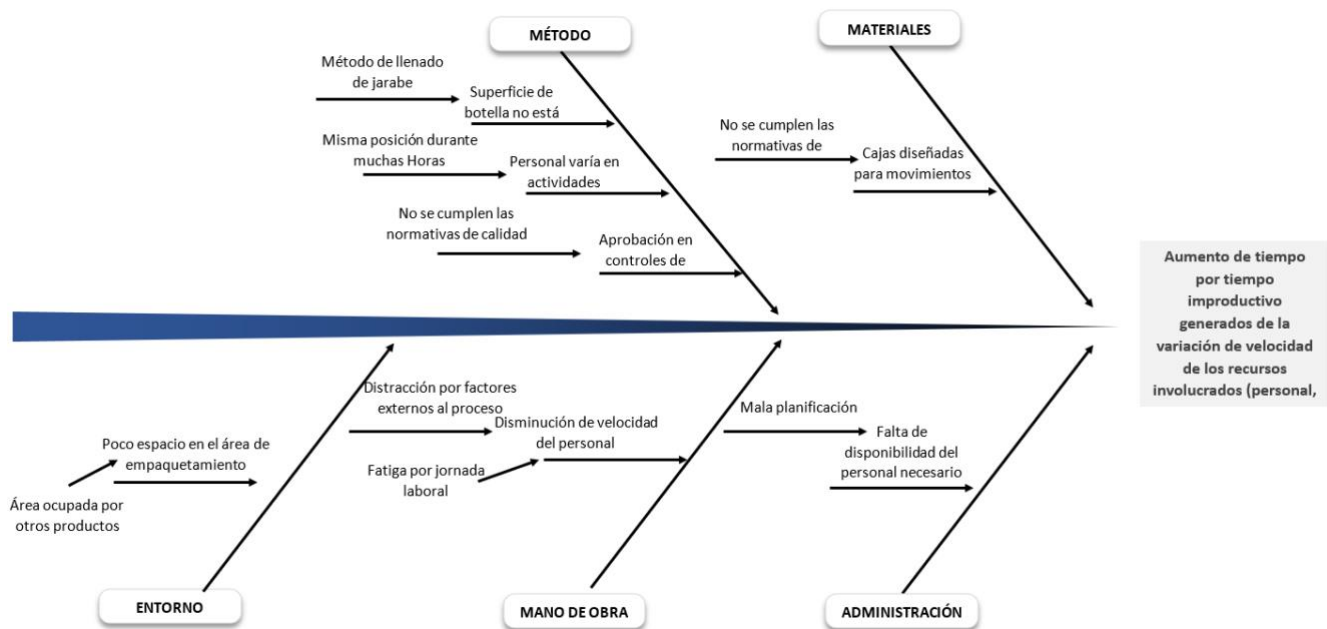 MÉTODO
MATERIALES
Método de llenado
de jarabe
Superficie de
botella no está
Misma posición durante
muchas Horas
Personal varía en
actividades
No se cumplen las
normativas de calidad
Aprobación en
controles de
No se cumplen las
normativas de
Cajas diseñadas
para movimientos
Aumento de tiempo
por tiempo
improductivo
generados de la
variación de velocidad
de los recursos
involucrados (personal,
Poco espacio en el área de
empaquetamiento
Área ocupada por
otros productos
Distracción por factores
externos al proceso
Disminución de velocidad
del personal
Fatiga por jornada
laboral
Mala planificación
Falta de
disponibilidad del
personal necesario
ENTORNO
MANO DE OBRA
ADMINISTRACIÓN